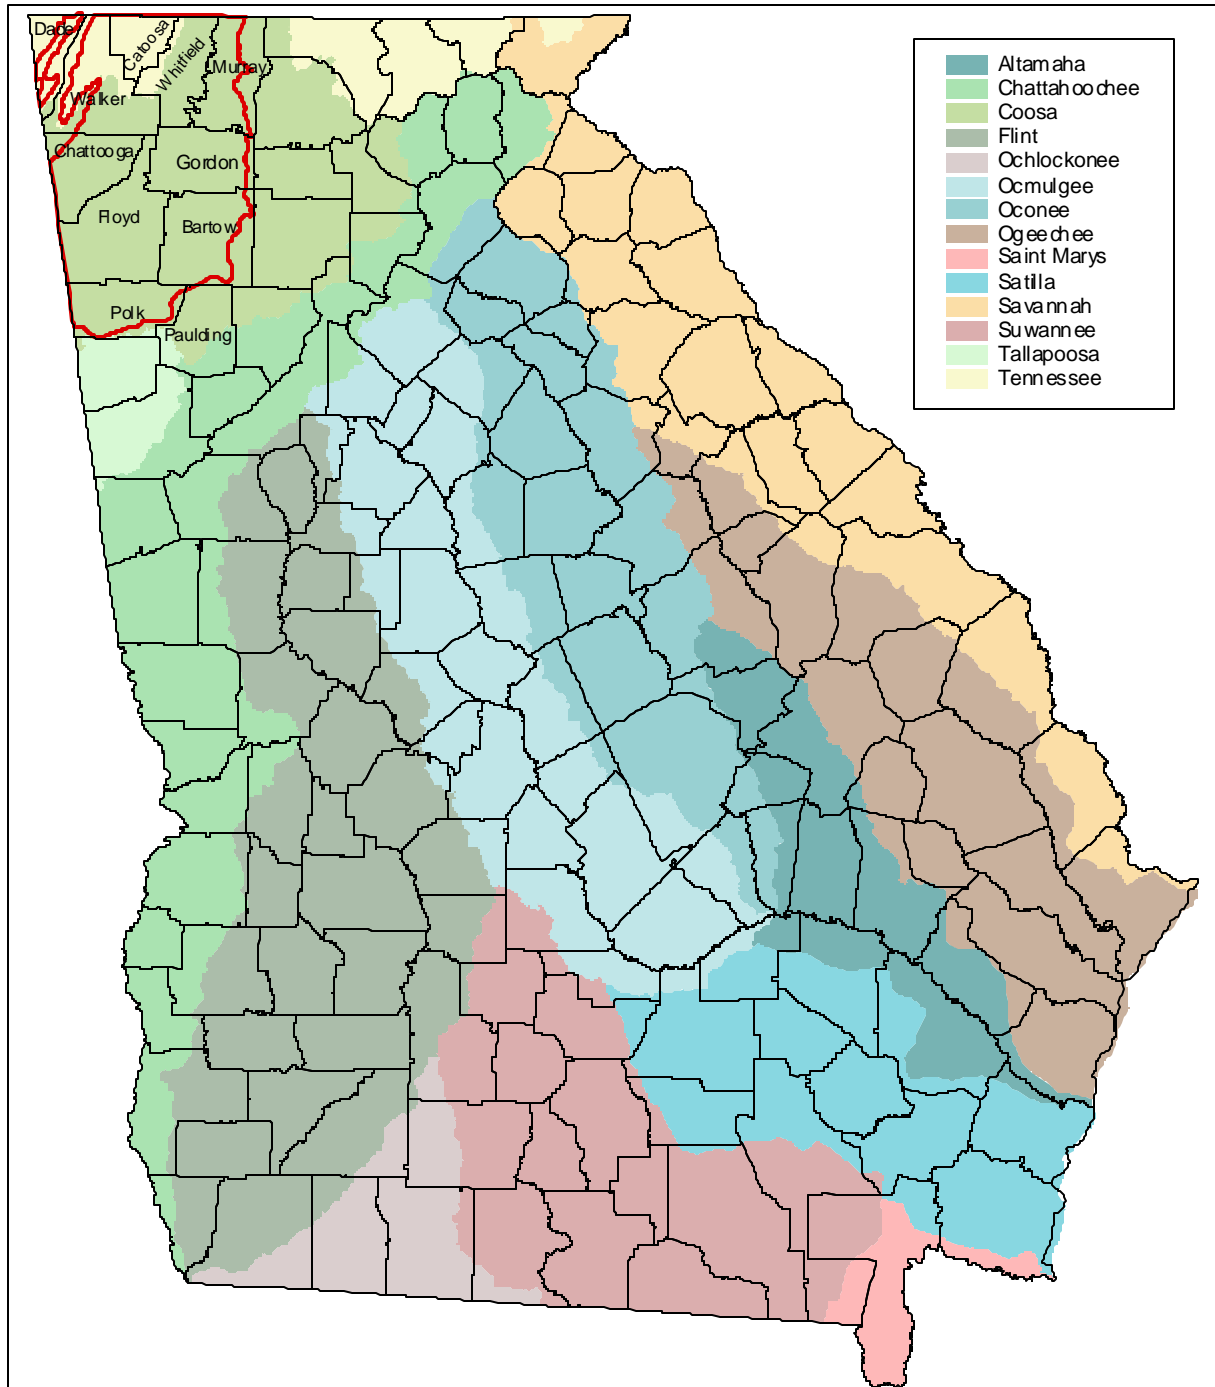 Dade
Catoosa
Whitfield
Murray
Walker
Chattooga
Gordon
Floyd
Bartow
Polk
Paulding
Altamaha
Chattahoochee
Coosa
Flint
Ochlockonee
Ocmulgee
Oconee
Ogeechee
Saint Marys
Satilla
Savannah
Suwannee
Tallapoosa
Tennessee